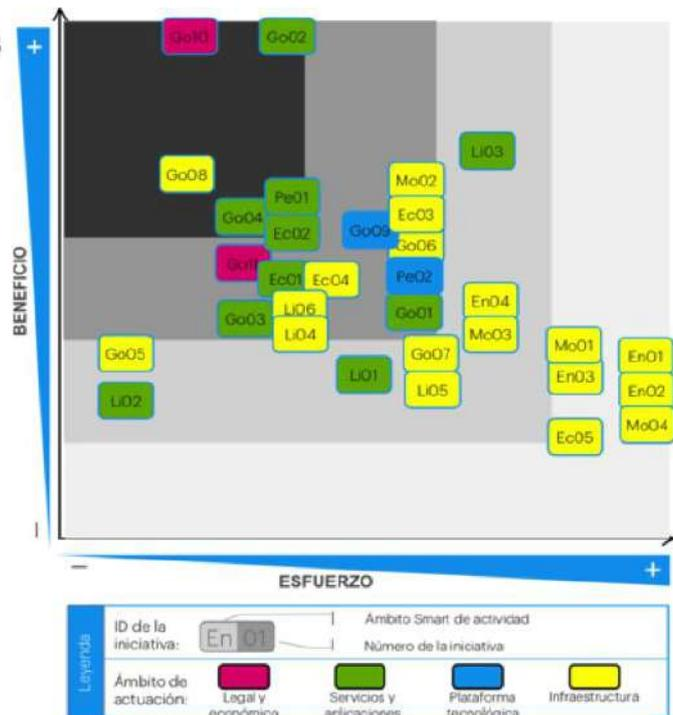 +
Go10
Go02
Li03
Go08
Mo02
Pe01
Go04
Ec03
Ec02
Go09
Go06
Ec01
Ec04
Pe02
Li06
En04
Go03
Go01
Li04
Mo03
Mo01
Go05
Go07
En01
Li01
En03
Li05
En02
Li02
Mo04
Ec05
BENEFICIO
—
—
ESFUERZO
+
Leyenda
ID de la
iniciativa:
En 01
Ámbito Smart de actividad
Número de la iniciativa
Ámbito de
actuación:
Legal y
económica
Servicios y
aplicaciones
Plataforma
tecnológica
Infraestructura